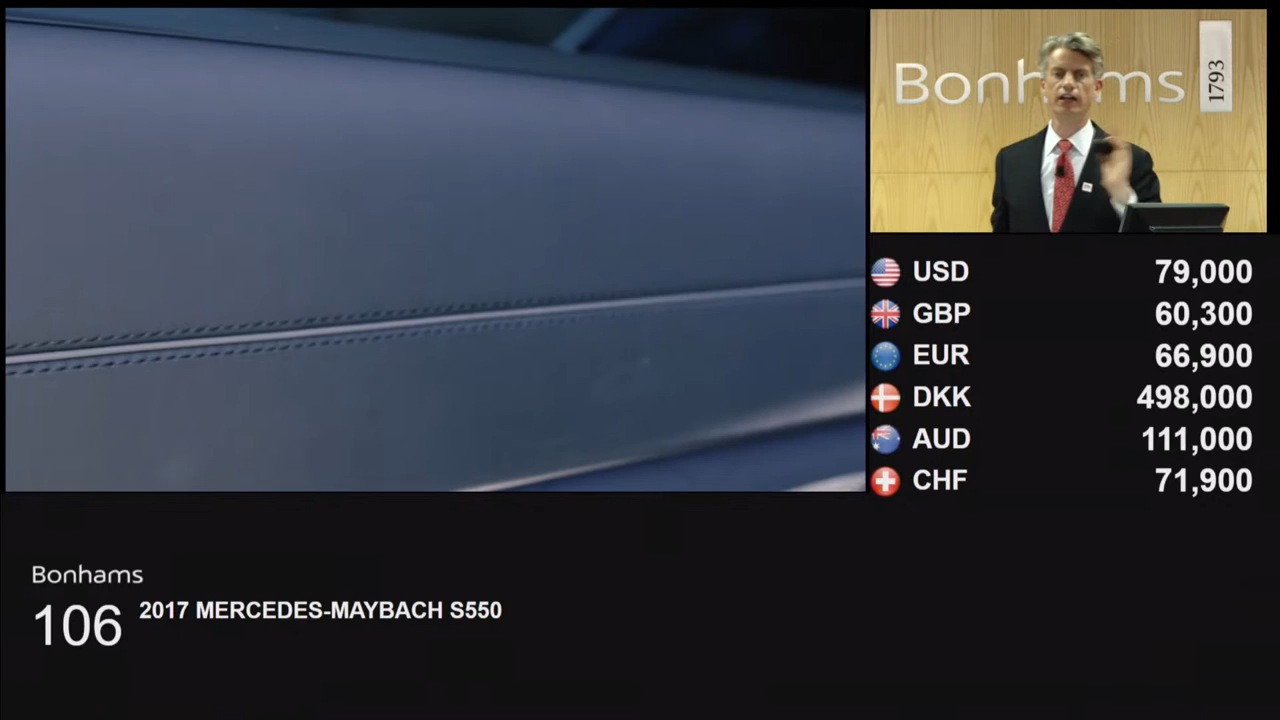 Bonhams
1793
USD 79,000
GBP 60,300
EUR 66,900
DKK 498,000
AUD 111,000
CHF 71,900
Bonhams
106 2017 MERCEDES-MAYBACH S550